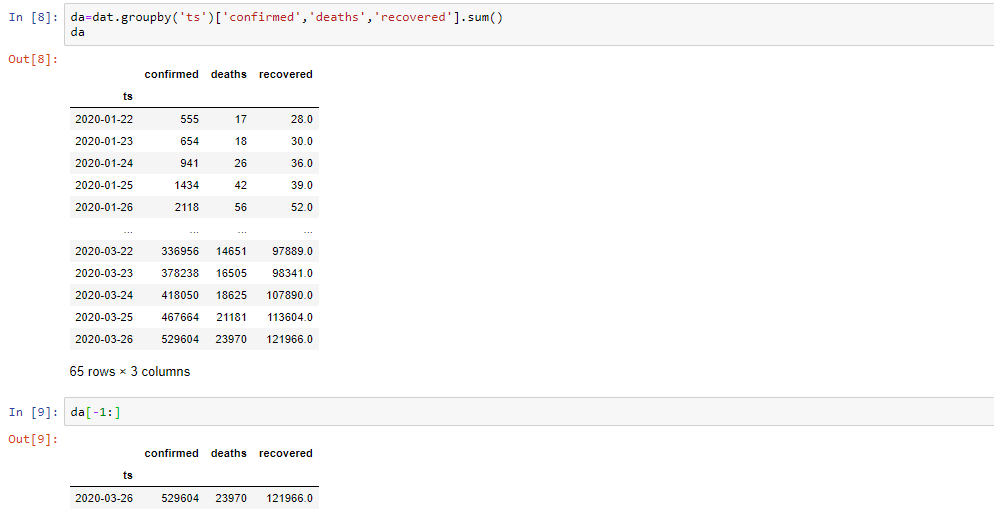 In [8]: da=dat.groupby('ts')['confirmed','deaths','recovered'].sum()
da
Out[8]:
confirmed deaths recovered
ts
2020-01-22 555 17 28.0
2020-01-23 654 18 30.0
2020-01-24 941 26 36.0
2020-01-25 1434 42 39.0
2020-01-26 2118 56 52.0
... ... ... ...
2020-03-22 336956 14651 97889.0
2020-03-23 378238 16505 98341.0
2020-03-24 418050 18625 107890.0
2020-03-25 467664 21181 113604.0
2020-03-26 529604 23970 121966.0
65 rows × 3 columns
In [9]: da[-1:]
Out[9]:
confirmed deaths recovered
ts
2020-03-26 529604 23970 121966.0